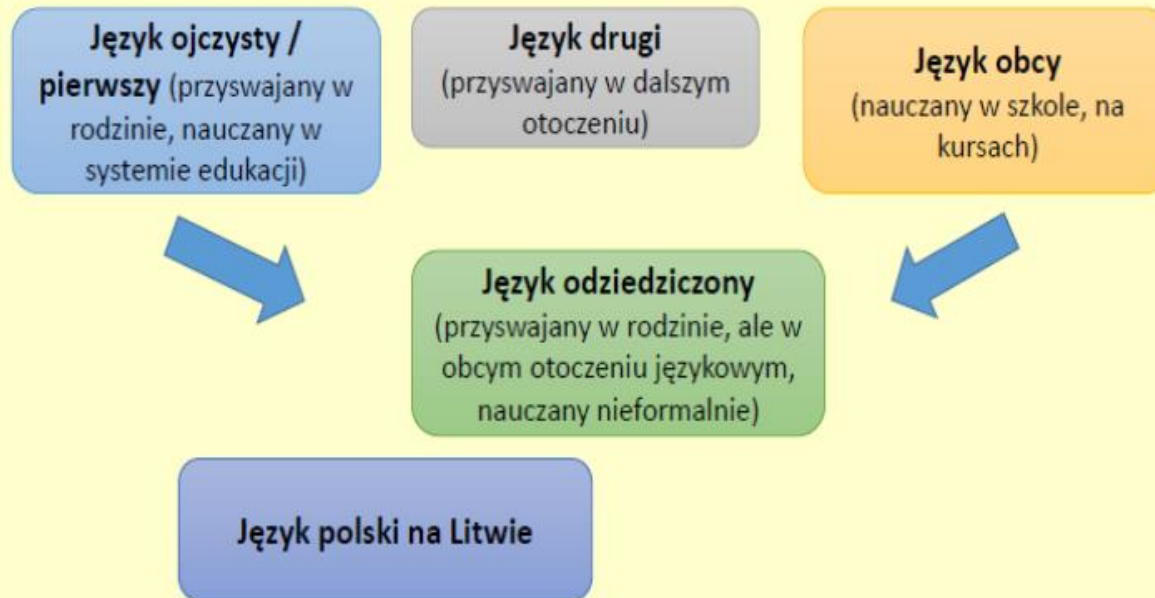 Język ojczysty /
pierwszy (przyswajany w
rodzinie, nauczany w
systemie edukacji)
Język drugi
(przyswajany w dalszym
otoczeniu)
Język obcy
(nauczany w szkole, na
kursach)
Język odziedziczony
(przyswajany w rodzinie, ale w
obcym otoczeniu językowym,
nauczany nieformalnie)
Język polski na Litwie